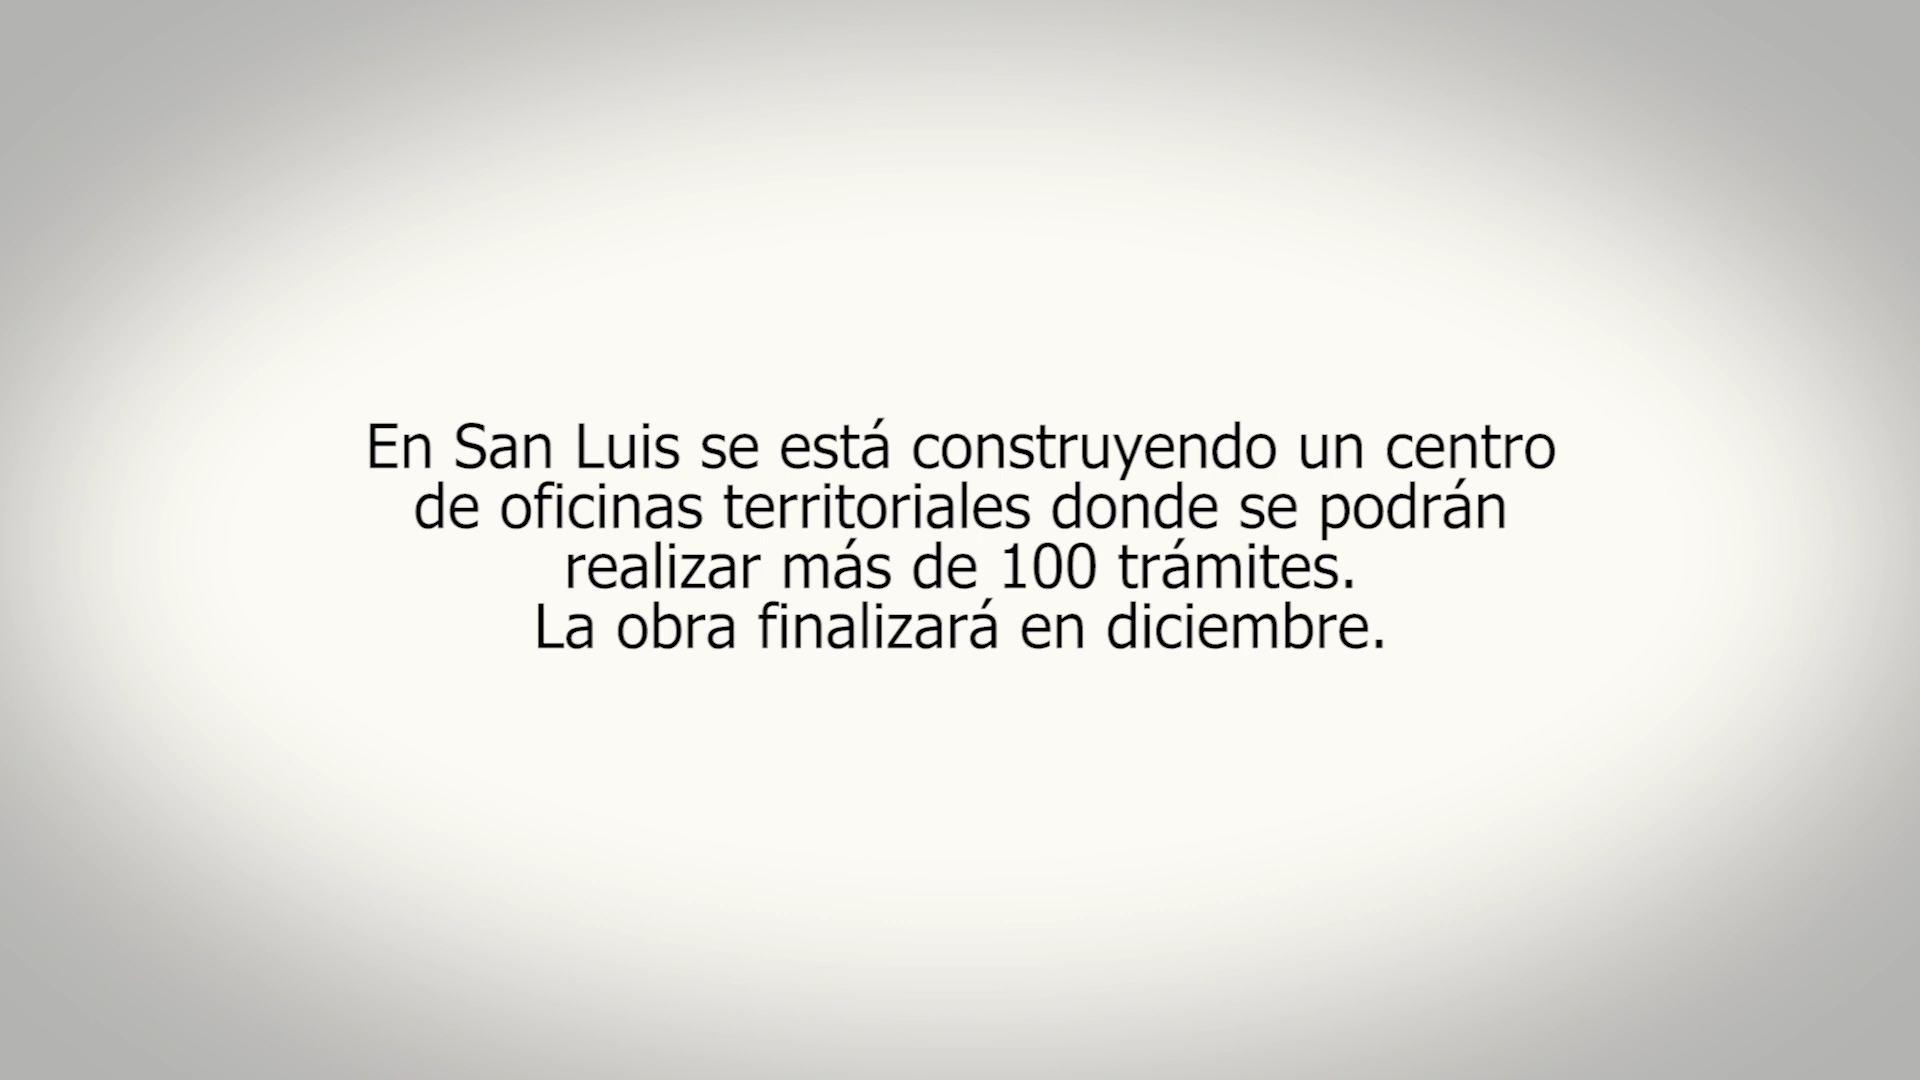 En San Luis se está construyendo un centro
de oficinas territoriales donde se podrán
realizar más de 100 trámites.
La obra finalizará en diciembre.